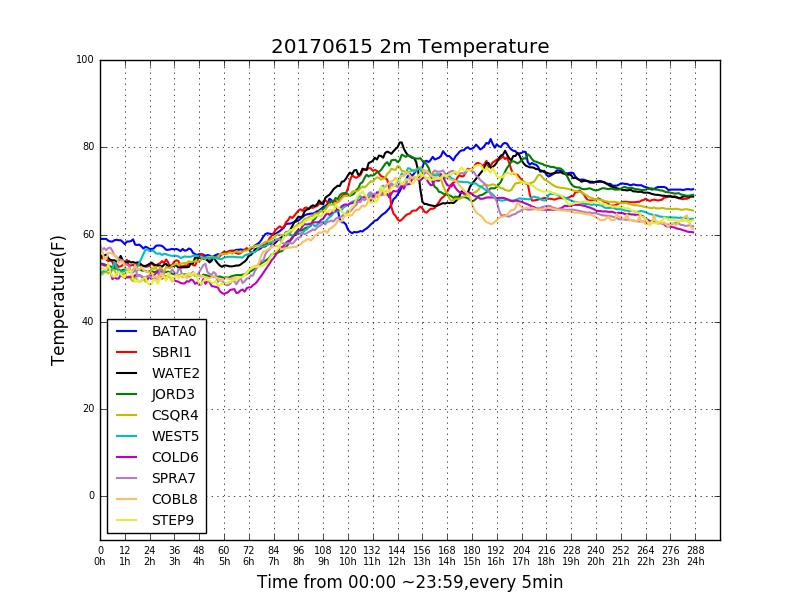 20170615 2m Temperature
100
80
60
40
20
0
Temperature(F)
BATA0
SBRI1
WATE2
JORD3
CSQR4
WEST5
COLD6
SPRA7
COBL8
STEP9
0 12 24 36 48 60 72 84 96 108 120 132 144 156 168 180 192 204 216 228 240 252 264 276 288
0h 1h 2h 3h 4h 5h 6h 7h 8h 9h 10h 11h 12h 13h 14h 15h 16h 17h 18h 19h 20h 21h 22h 23h 24h
Time from 00:00 ~23:59,every 5min